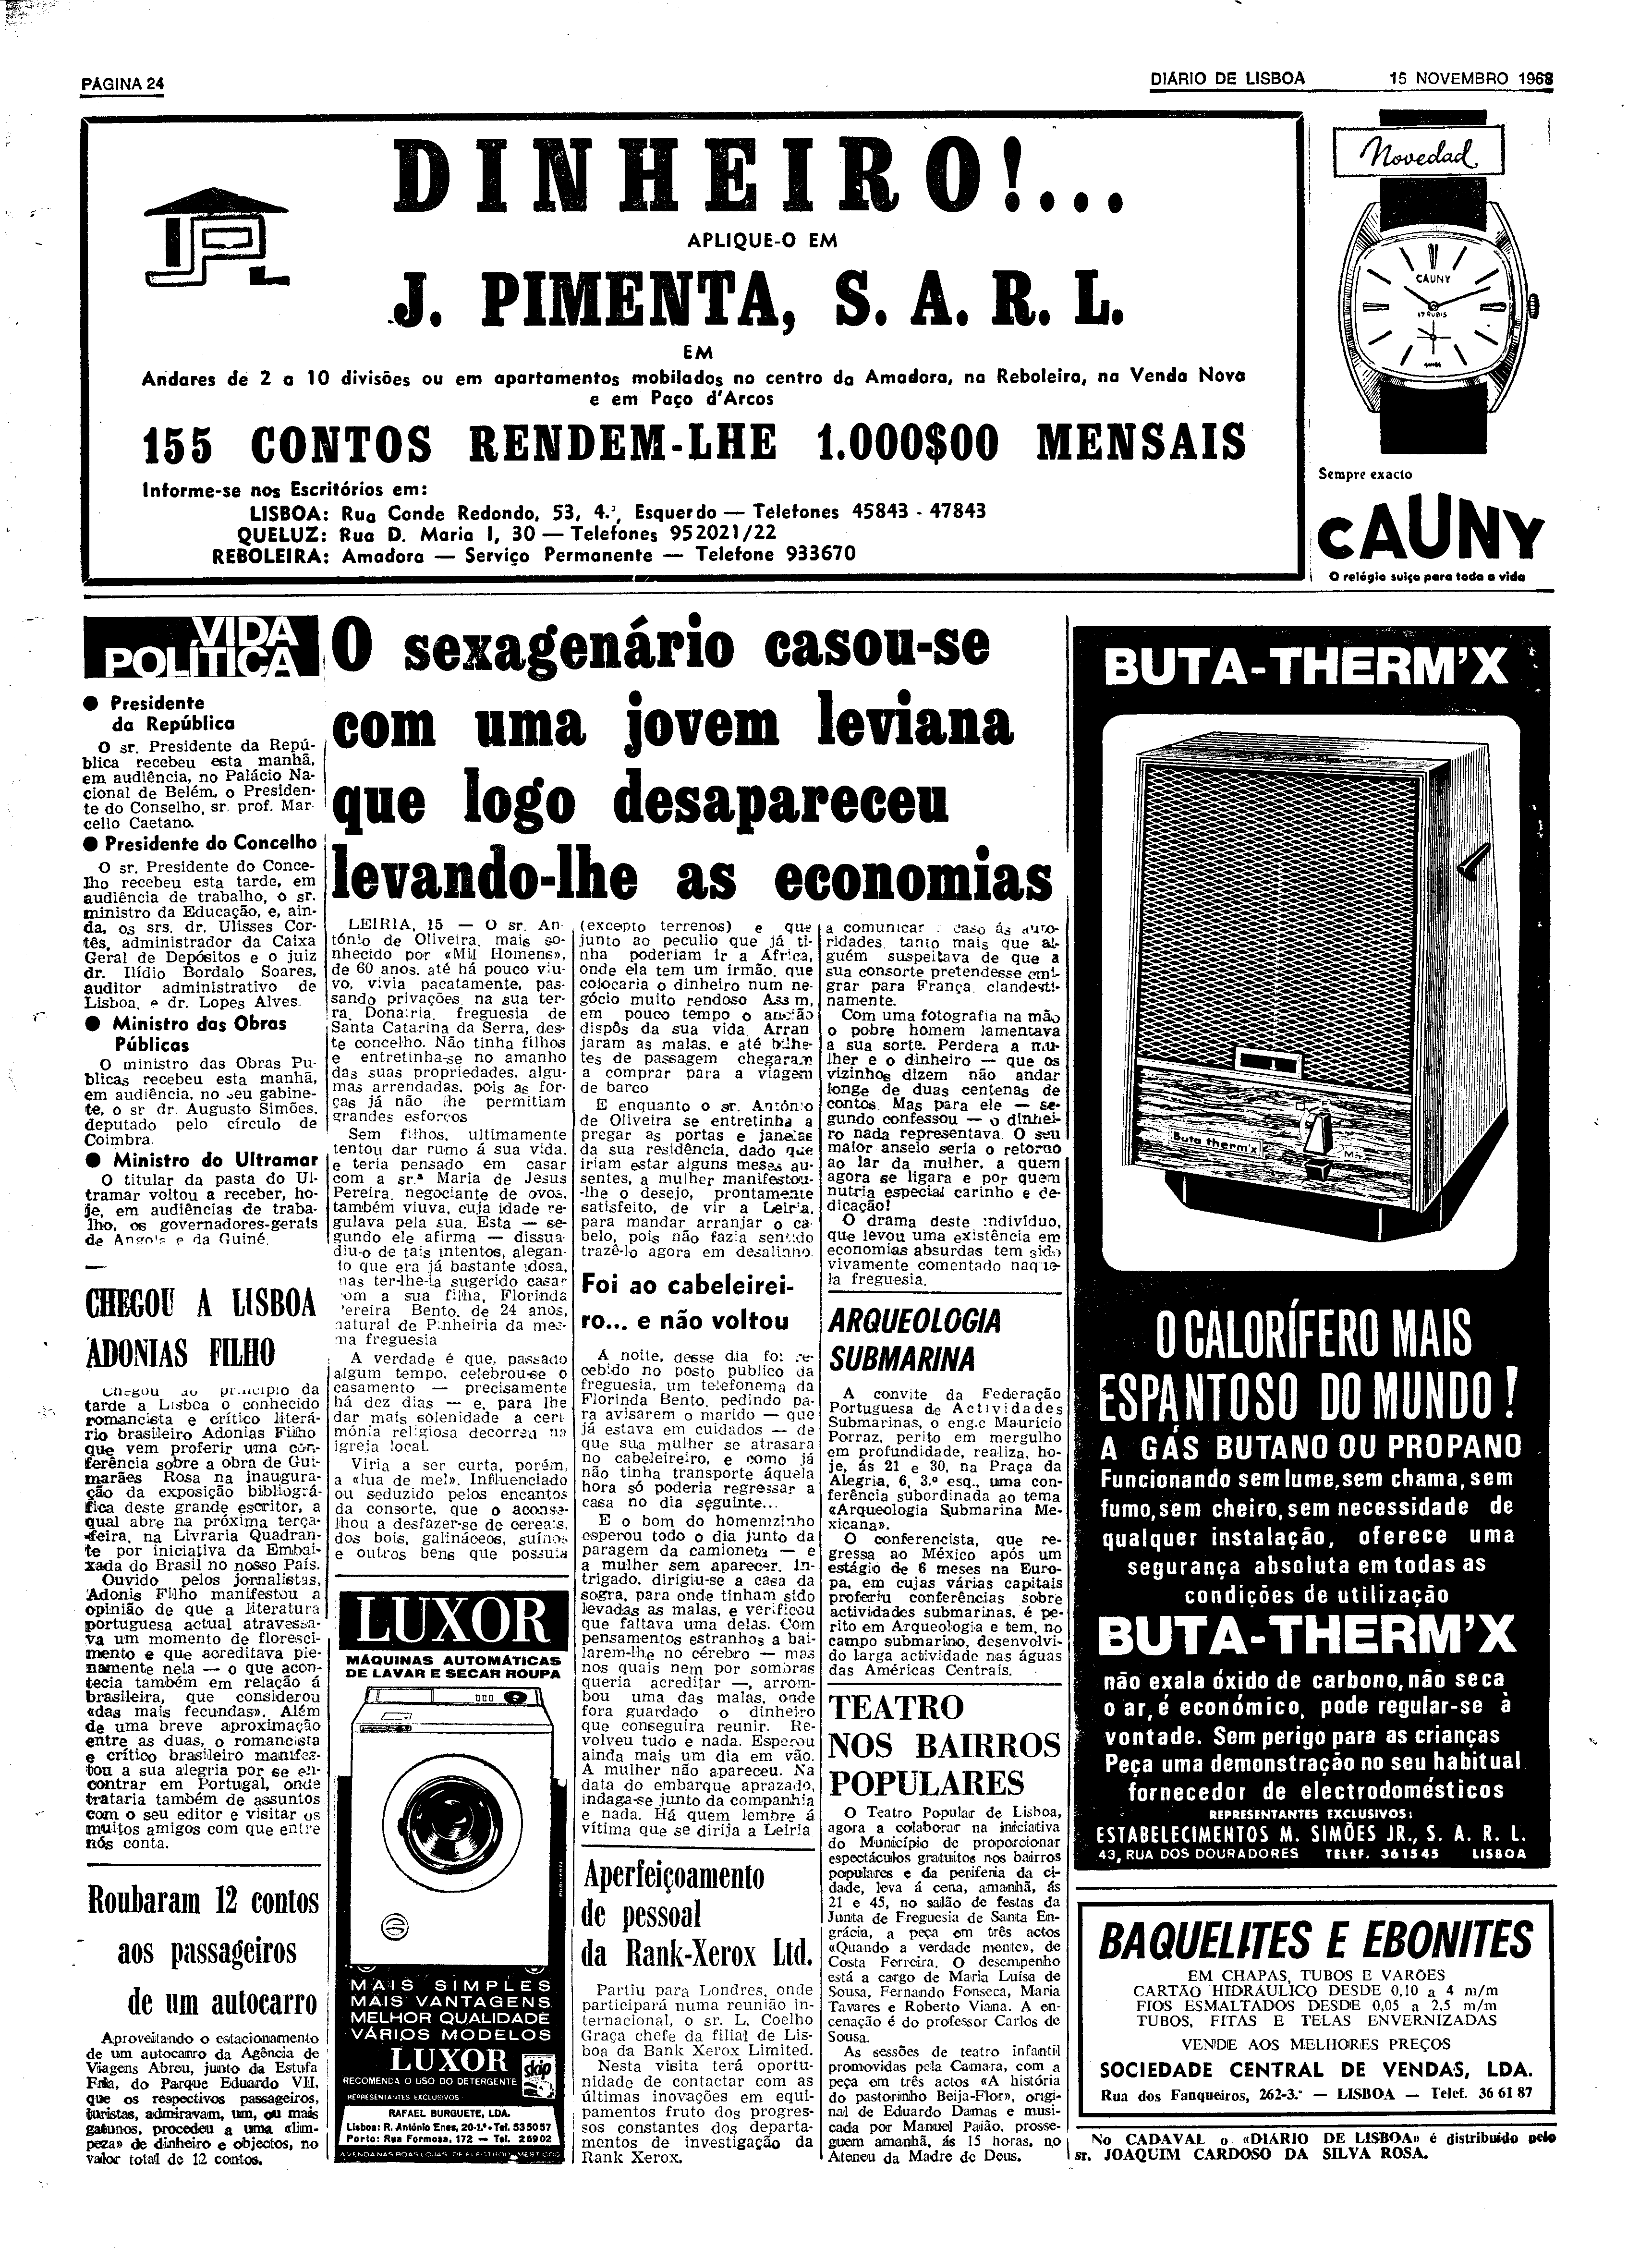 PÁGINA 24
DIÁRIO DE LISBOA 15 NOVEMBRO 1968
DINHEIRO!...
APLIQUE-O EM
J. PIMENTA, S. A. R. L.
EM
Andares de 2 a 10 divisões ou em apartamentos mobilados no centro da Amadora, na Reboleira, na Venda Nova
e em Paço d'Arcos
155 CONTOS RENDEM-LHE 1.000$00 MENSAIS
Informe-se nos Escritórios em:
LISBOA: Rua Conde Redondo, 53, 4.º, Esquerdo — Telefones 45843 - 47843
QUELUZ: Rua D. Maria I, 30 — Telefones 952021/22
REBOLEIRA: Amadora — Serviço Permanente — Telefone 933670
Novedad
CAUNY
17 RUBIS
Sempre exacto
CAUNY
O relógio suíço para toda a vida
VIDA
POLÍTICA
● Presidente
da República
O sr. Presidente da Repú-
blica recebeu esta manhã,
em audiência, no Palácio Na-
cional de Belém, o Presiden-
te do Conselho, sr. prof. Mar-
cello Caetano.
● Presidente do Concelho
O sr. Presidente do Conce-
lho recebeu esta tarde, em
audiência de trabalho, o sr.
ministro da Educação, e, ain-
da, os srs. dr. Ulisses Cor-
tês, administrador da Caixa
Geral de Depósitos e o juiz
dr. Ilídio Bordalo Soares,
auditor administrativo de
Lisboa, e dr. Lopes Alves.
● Ministro das Obras
Públicas
O ministro das Obras Pu-
blicas recebeu esta manhã,
em audiência, no seu gabine-
te, o sr dr. Augusto Simões,
deputado pelo círculo de
Coimbra.
● Ministro do Ultramar
O titular da pasta do Ul-
tramar voltou a receber, ho-
je, em audiências de traba-
lho, os governadores-gerais
de Angola e da Guiné.
CHEGOU A LISBOA
ADONIAS FILHO
Chegou ao princípio da
tarde a Lisboa o conhecido
romancista e crítico literá-
rio brasileiro Adonias Filho
que vem proferir uma con-
ferência sobre a obra de Gui-
marães Rosa na inaugura-
ção da exposição bibliográ-
fica deste grande escritor, a
qual abre na próxima terça-
-feira, na Livraria Quadran-
te por iniciativa da Embai-
xada do Brasil no nosso País.
Ouvido pelos jornalistas,
Adonis Filho manifestou a
opinião de que a literatura
portuguesa actual atravessa-
va um momento de floresci-
mento e que acreditava ple-
namente nela — o que acon-
tecia também em relação á
brasileira, que considerou
«das mais fecundas». Além
de uma breve aproximação
entre as duas, o romancista
e crítico brasileiro manifes-
tou a sua alegria por se en-
contrar em Portugal, onde
trataria também de assuntos
com o seu editor e visitar os
muitos amigos com que entre
nós conta.
Roubaram 12 contos
aos passageiros
de um autocarro
Aproveitando o estacionamento
de um autocarro da Agência de
Viagens Abreu, junto da Estufa
Fria, do Parque Eduardo VII,
que os respectivos passageiros,
turistas, admiravam, um, ou mais
gatunos, procedeu a uma «lim-
peza» de dinheiro e objectos, no
valor total de 12 contos.
O sexagenário casou-se
com uma jovem leviana
que logo desapareceu
levando-lhe as economias
LEIRIA, 15 — O sr. An-
tónio de Oliveira, mais so-
nhecido por «Mil Homens»,
de 60 anos, até há pouco viu-
vo, vivia pacatamente, pas-
sando privações, na sua ter-
ra, Donairia, freguesia de
Santa Catarina da Serra, des-
te concelho. Não tinha filhos
e entretinha-se no amanho
das suas propriedades, algu-
mas arrendadas, pois as for-
ças já não lhe permitiam
grandes esforços
Sem filhos, ultimamente
tentou dar rumo á sua vida,
e teria pensado em casar
com a sr.ª Maria de Jesus
Pereira, negociante de ovos,
também viuva, cuja idade re-
gulava pela sua. Esta — se-
gundo ele afirma — dissua-
diu-o de tais intentos, alegan-
lo que era já bastante idosa,
mas ter-lhe-ia sugerido casar
com a sua filha, Florinda
Pereira Bento, de 24 anos,
natural de Pinheiria da mes-
ma freguesia
A verdade é que, passado
algum tempo, celebrou-se o
casamento — precisamente
há dez dias — e, para lhe
dar mais solenidade a ceri-
mónia religiosa decorreu na
igreja local.
Viria a ser curta, porém,
a «lua de mel». Influenciado
ou seduzido pelos encantos
da consorte, que o aconse-
lhou a desfazer-se de cereais,
dos bois, galináceos, suínos
e outros bens que possuia
LUXOR
MÁQUINAS AUTOMÁTICAS
DE LAVAR E SECAR ROUPA
MAIS SIMPLES
MAIS VANTAGENS
MELHOR QUALIDADE
VÁRIOS MODELOS
LUXOR
RECOMENDA O USO DO DETERGENTE
skip
REPRESENTANTES EXCLUSIVOS
RAFAEL BURGUETE, LDA.
Lisboa: R. António Enes, 20-1.º-Tel. 535057
Porto: Rua Formosa, 172 — Tel. 26902
A VENDA NAS BOAS LOJAS DE ELECTRODOMÉSTICOS
(excepto terrenos) e que
junto ao peculio que já ti-
nha poderiam ir a Africa,
onde ela tem um irmão, que
colocaria o dinheiro num ne-
gócio muito rendoso Assim,
em pouco tempo o ancião
dispôs da sua vida. Arran
jaram as malas, e até bilhe-
tes de passagem chegaram
a comprar para a viagem
de barco
E enquanto o sr. António
de Oliveira se entretinha a
pregar as portas e janelas
da sua residência, dado que
iriam estar alguns meses au-
sentes, a mulher manifestou-
-lhe o desejo, prontamente
satisfeito, de vir a Leiria,
para mandar arranjar o ca-
belo, pois não fazia sentido
trazê-lo agora em desalinho.
Foi ao cabeleirei-
ro... e não voltou
A noite, desse dia foi re-
cebido no posto publico da
freguesia, um telefonema da
Florinda Bento, pedindo pa-
ra avisarem o marido — que
já estava em cuidados — de
que sua mulher se atrasara
no cabeleireiro, e como já
não tinha transporte áquela
hora só poderia regressar a
casa no dia seguinte...
E o bom do homenzinho
esperou todo o dia junto da
paragem da camioneta — e
a mulher sem aparecer. In-
trigado, dirigiu-se a casa da
sogra, para onde tinham sido
levadas as malas, e verificou
que faltava uma delas. Com
pensamentos estranhos a bai-
larem-lhe no cérebro — mas
nos quais nem por sombras
queria acreditar —, arrom-
bou uma das malas, onde
fora guardado o dinheiro
que conseguira reunir. Re-
volveu tudo e nada. Esperou
ainda mais um dia em vão.
A mulher não apareceu. Na
data do embarque aprazado,
indaga-se junto da companhia
e nada. Há quem lembre á
vítima que se dirija a Leiria
Aperfeiçoamento
de pessoal
da Rank-Xerox Ltd.
Partiu para Londres, onde
participará numa reunião in-
ternacional, o sr. L. Coelho
Graça chefe da filial de Lis-
boa da Bank Xerox Limited.
Nesta visita terá oportu-
nidade de contactar com as
últimas inovações em equi-
pamentos fruto dos progres-
sos constantes dos departa-
mentos de investigação da
Rank Xerox.
a comunicar caso ás auto-
ridades, tanto mais que al-
guém suspeitava de que a
sua consorte pretendesse emi-
grar para França, clandesti-
namente.
Com uma fotografia na mão
o pobre homem lamentava
a sua sorte. Perdera a mu-
lher e o dinheiro — que os
vizinhos dizem não andar
longe de duas centenas de
contos. Mas para ele — se-
gundo confessou — o dinhei-
ro nada representava. O seu
maior anseio seria o retorno
ao lar da mulher, a quem
agora se ligara e por quem
nutria especial carinho e de-
dicação!
O drama deste indivíduo,
que levou uma existência em
economias absurdas tem sido
vivamente comentado naque-
la freguesia.
ARQUEOLOGIA
SUBMARINA
A convite da Federação
Portuguesa de Actividades
Submarinas, o eng.c Maurício
Porraz, perito em mergulho
em profundidade, realiza, ho-
je, ás 21 e 30, na Praça da
Alegria, 6, 3.º esq., uma con-
ferência subordinada ao tema
«Arqueologia Submarina Me-
xicana».
O conferencista, que re-
gressa ao México após um
estágio de 6 meses na Euro-
pa, em cujas várias capitais
proferiu conferências sobre
actividades submarinas, é pe-
rito em Arqueologia e tem, no
campo submarino, desenvolvi-
do larga actividade nas águas
das Américas Centrais.
TEATRO
NOS BAIRROS
POPULARES
O Teatro Popular de Lisboa,
agora a colaborar na iniciativa
do Município de proporcionar
espectáculos gratuitos nos bairros
populares e da periferia da ci-
dade, leva á cena, amanhã, ás
21 e 45, no salão de festas da
Junta de Freguesia de Santa En-
grácia, a peça em três actos
«Quando a verdade mente», de
Costa Ferreira. O desempenho
está a cargo de Maria Luísa de
Sousa, Fernando Fonseca, Maria
Tavares e Roberto Viana. A en-
cenação é do professor Carlos de
Sousa.
As sessões de teatro infantil
promovidas pela Camara, com a
peça em três actos «A história
do pastorinho Beija-Flor», origi-
nal de Eduardo Damas e musi-
cada por Manuel Paião, prosse-
guem amanhã, ás 15 horas, no
Ateneu da Madre de Deus.
BUTA-THERM'X
Buta therm'x
O CALORÍFERO MAIS
ESPANTOSO DO MUNDO!
A GÁS BUTANO OU PROPANO
Funcionando sem lume, sem chama, sem
fumo, sem cheiro, sem necessidade de
qualquer instalação, oferece uma
segurança absoluta em todas as
condições de utilização
BUTA-THERM'X
não exala óxido de carbono, não seca
o ar, é económico, pode regular-se à
vontade. Sem perigo para as crianças
Peça uma demonstração no seu habitual
fornecedor de electrodomésticos
REPRESENTANTES EXCLUSIVOS:
ESTABELECIMENTOS M. SIMÕES JR., S. A. R. L.
43, RUA DOS DOURADORES TELEF. 361545 LISBOA
BAQUELITES E EBONITES
EM CHAPAS, TUBOS E VARÕES
CARTÃO HIDRÁULICO DESDE 0,10 a 4 m/m
FIOS ESMALTADOS DESDE 0,05 a 2,5 m/m
TUBOS, FITAS E TELAS ENVERNIZADAS
VENDE AOS MELHORES PREÇOS
SOCIEDADE CENTRAL DE VENDAS, LDA.
Rua dos Fanqueiros, 262-3.º — LISBOA — Telef. 36 61 87
No CADAVAL o «DIÁRIO DE LISBOA» é distribuído pelo
sr. JOAQUIM CARDOSO DA SILVA ROSA.